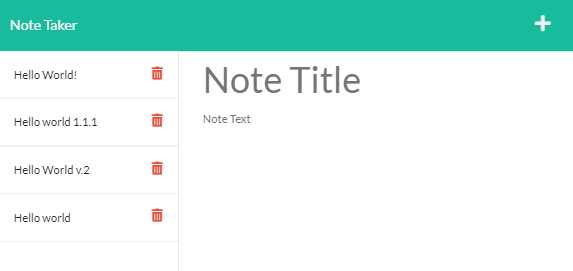 Note Taker
Hello World!
Hello world 1.1.1
Hello World v.2
Hello world
Note Title
Note Text